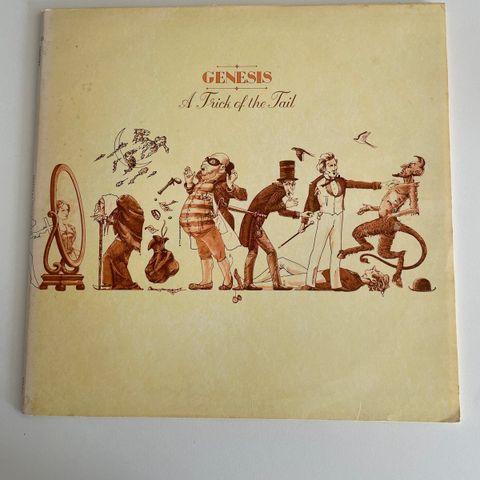 GENESIS
A Trick of the Tail